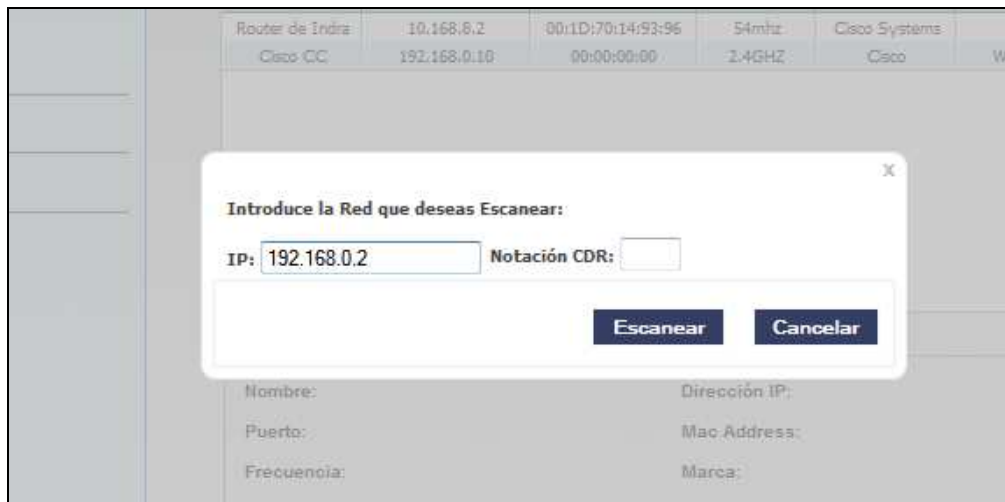 Router de Indra 10.168.8.2 00:1D:70:14:93:96 54mhz Cisco Systems
Cisco CC 192.168.0.10 00:00:00:00 2.4GHZ Cisco W
x
Introduce la Red que deseas Escanear:
IP: 192.168.0.2 Notación CDR:
Escanear Cancelar
Nombre: Dirección IP:
Puerto: Mac Address:
Frecuencia: Marca: